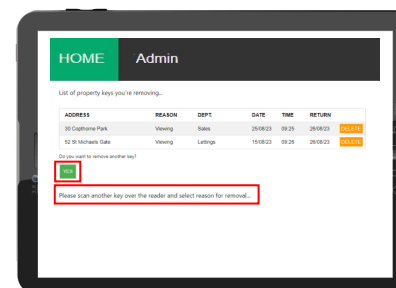 HOME Admin
List of property keys you're removing...
ADDRESS REASON DEPT. DATE TIME RETURN
30 Copthorne Park Viewing Sales 25/08/23 09:25 26/08/23 DELETE
52 St Michaels Gate Viewing Lettings 15/08/23 09:26 26/08/23 DELETE
Do you want to remove another key?
YES
Please scan another key over the reader and select reason for removal...